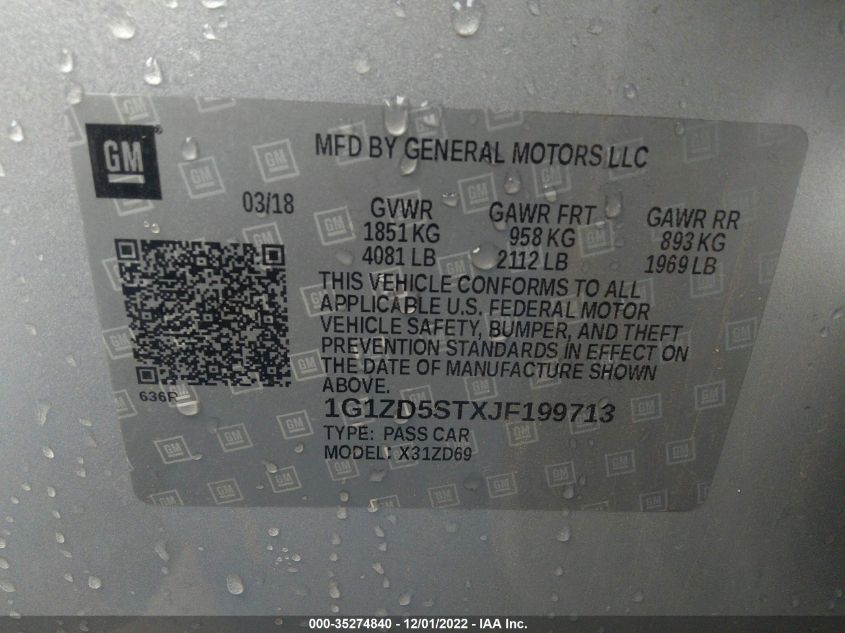 GM
MFD BY GENERAL MOTORS LLC
03/18
GVWR
1851 KG
4081 LB
GAWR FRT
958 KG
2112 LB
GAWR RR
893 KG
1969 LB
THIS VEHICLE CONFORMS TO ALL
APPLICABLE U.S. FEDERAL MOTOR
VEHICLE SAFETY, BUMPER, AND THEFT
PREVENTION STANDARDS IN EFFECT ON
THE DATE OF MANUFACTURE SHOWN
ABOVE.
636R
1G1ZD5STXJF199713
TYPE: PASS CAR
MODEL: X31ZD69
000-35274840 - 12/01/2022 - IAA Inc.